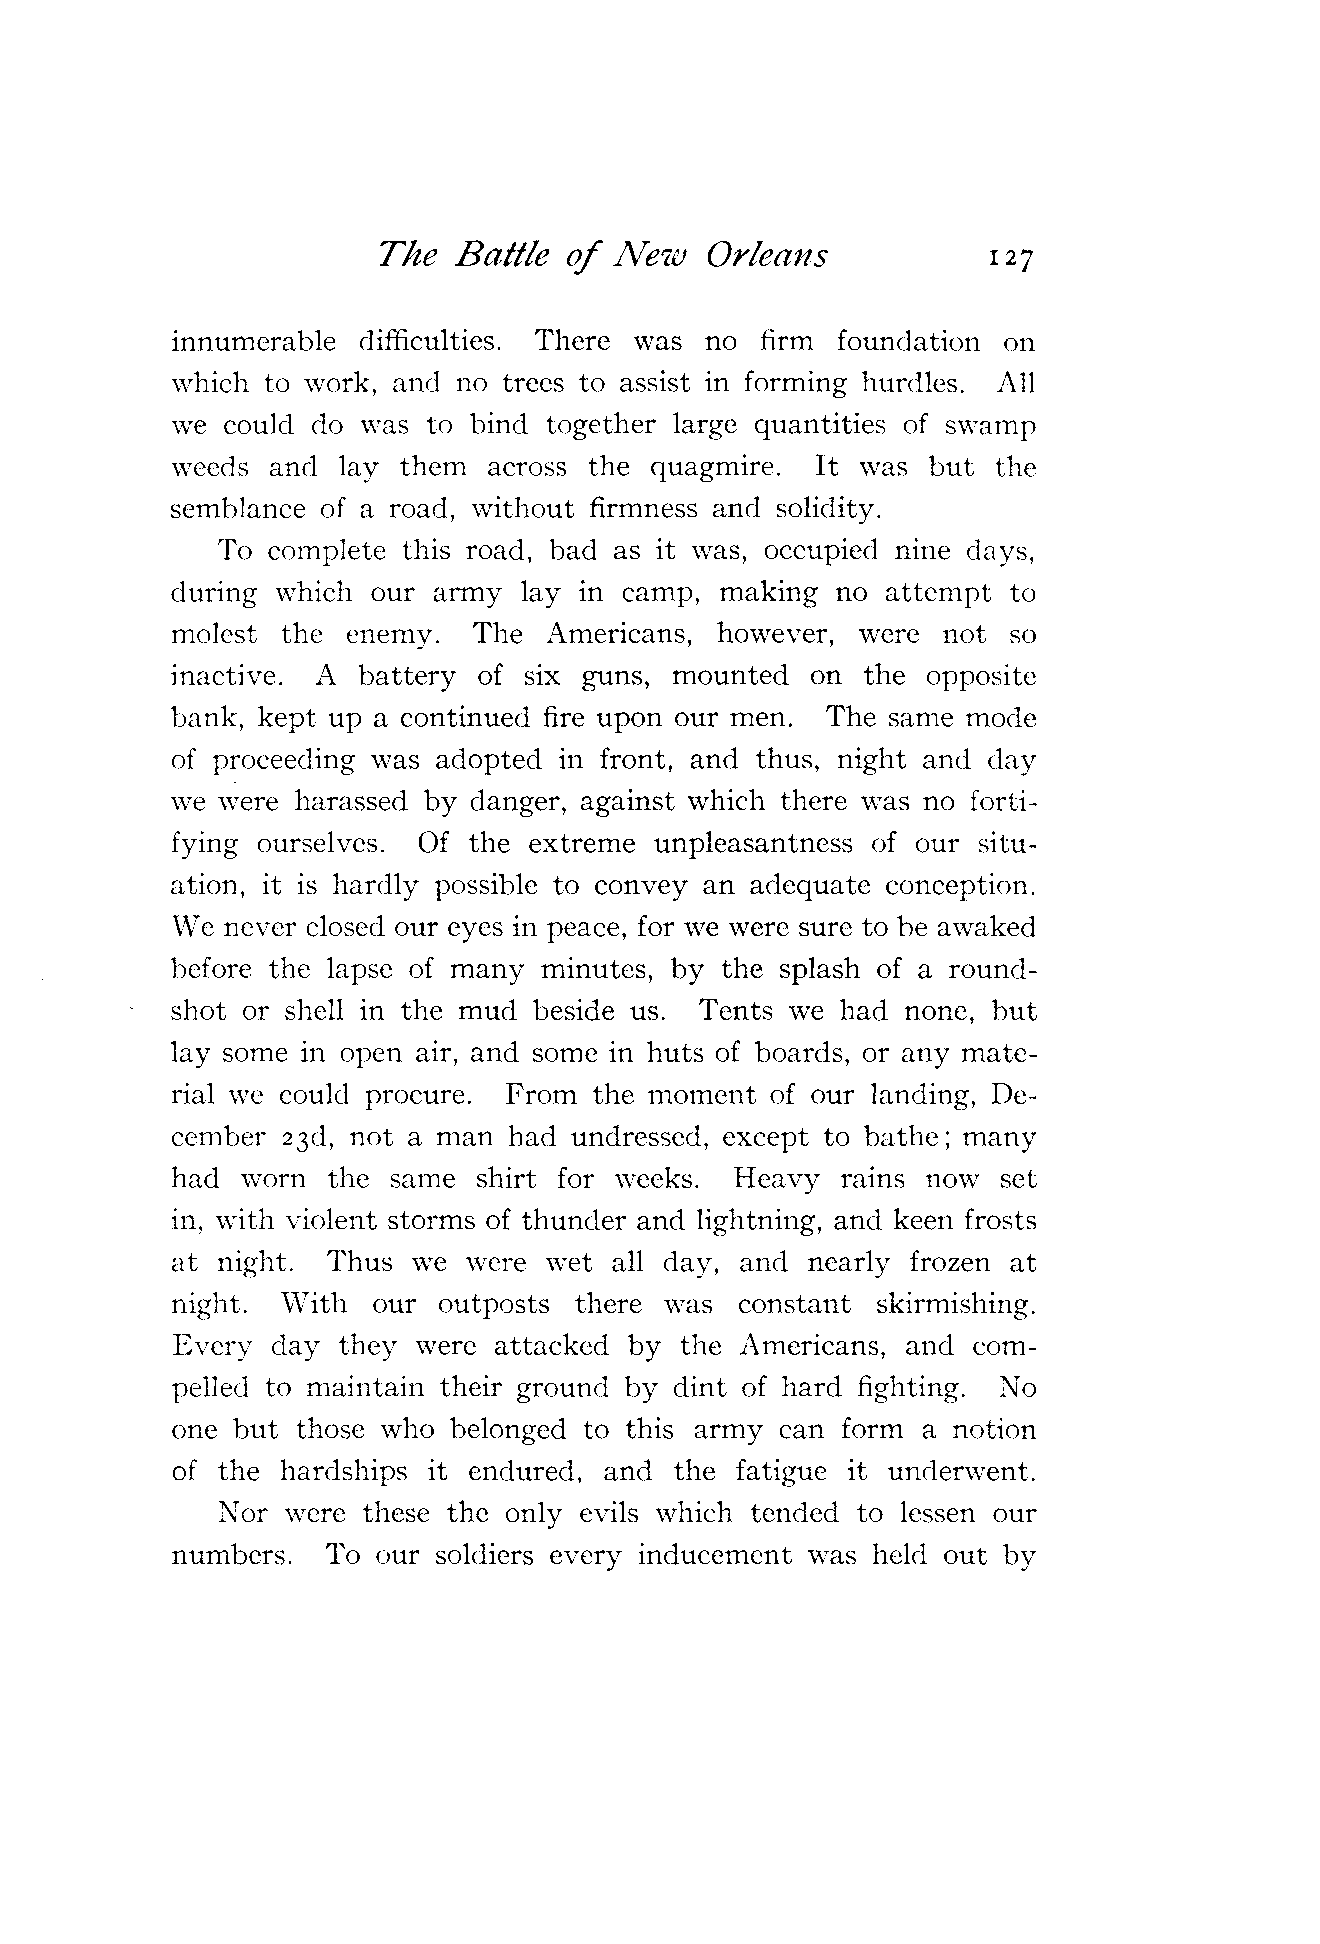 The Battle of New Orleans 127
innumerable difficulties. There was no firm foundation on
which to work, and no trees to assist in forming hurdles. All
we could do was to bind together large quantities of swamp
weeds and lay them across the quagmire. It was but the
semblance of a road, without firmness and solidity.
To complete this road, bad as it was, occupied nine days,
during which our army lay in camp, making no attempt to
molest the enemy. The Americans, however, were not so
inactive. A battery of six guns, mounted on the opposite
bank, kept up a continued fire upon our men. The same mode
of proceeding was adopted in front, and thus, night and day
we were harassed by danger, against which there was no forti-
fying ourselves. Of the extreme unpleasantness of our situ-
ation, it is hardly possible to convey an adequate conception.
We never closed our eyes in peace, for we were sure to be awaked
before the lapse of many minutes, by the splash of a round-
shot or shell in the mud beside us. Tents we had none, but
lay some in open air, and some in huts of boards, or any mate-
rial we could procure. From the moment of our landing, De-
cember 23d, not a man had undressed, except to bathe; many
had worn the same shirt for weeks. Heavy rains now set
in, with violent storms of thunder and lightning, and keen frosts
at night. Thus we were wet all day, and nearly frozen at
night. With our outposts there was constant skirmishing.
Every day they were attacked by the Americans, and com-
pelled to maintain their ground by dint of hard fighting. No
one but those who belonged to this army can form a notion
of the hardships it endured, and the fatigue it underwent.
Nor were these the only evils which tended to lessen our
numbers. To our soldiers every inducement was held out by